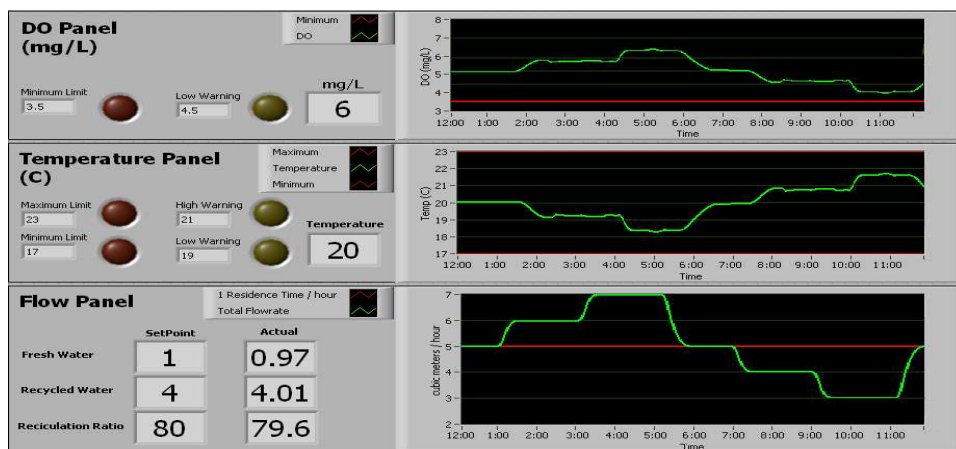 DO Panel
(mg/L)
Minimum
DO
Minimum Limit
3.5
Low Warning
4.5
mg/L
6
DO (mg/L)
8
7
6
5
4
3
12:00 1:00 2:00 3:00 4:00 5:00 6:00 7:00 8:00 9:00 10:00 11:00
Time
Temperature Panel
(C)
Maximum
Temperature
Minimum
Maximum Limit
23
High Warning
21
Minimum Limit
17
Low Warning
19
Temperature
20
Temp (C)
23
22
21
20
19
18
17
12:00 1:00 2:00 3:00 4:00 5:00 6:00 7:00 8:00 9:00 10:00 11:00
Time
Flow Panel
1 Residence Time / hour
Total Flowrate
SetPoint Actual
Fresh Water 1 0.97
Recycled Water 4 4.01
Reciculation Ratio 80 79.6
cubic meters / hour
7
6
5
4
3
2
12:00 1:00 2:00 3:00 4:00 5:00 6:00 7:00 8:00 9:00 10:00 11:00
Time